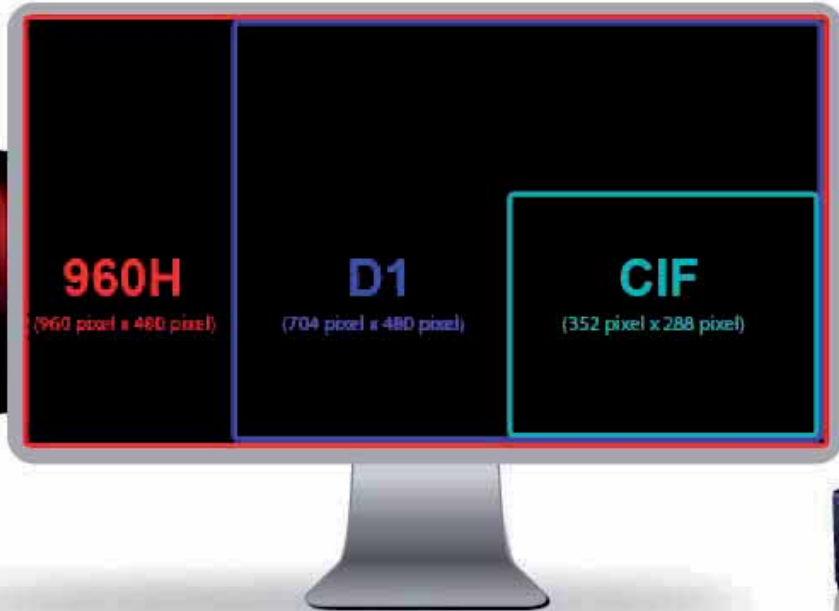 960H
(960 pixel x 480 pixel)
D1
(704 pixel x 480 pixel)
CIF
(352 pixel x 288 pixel)